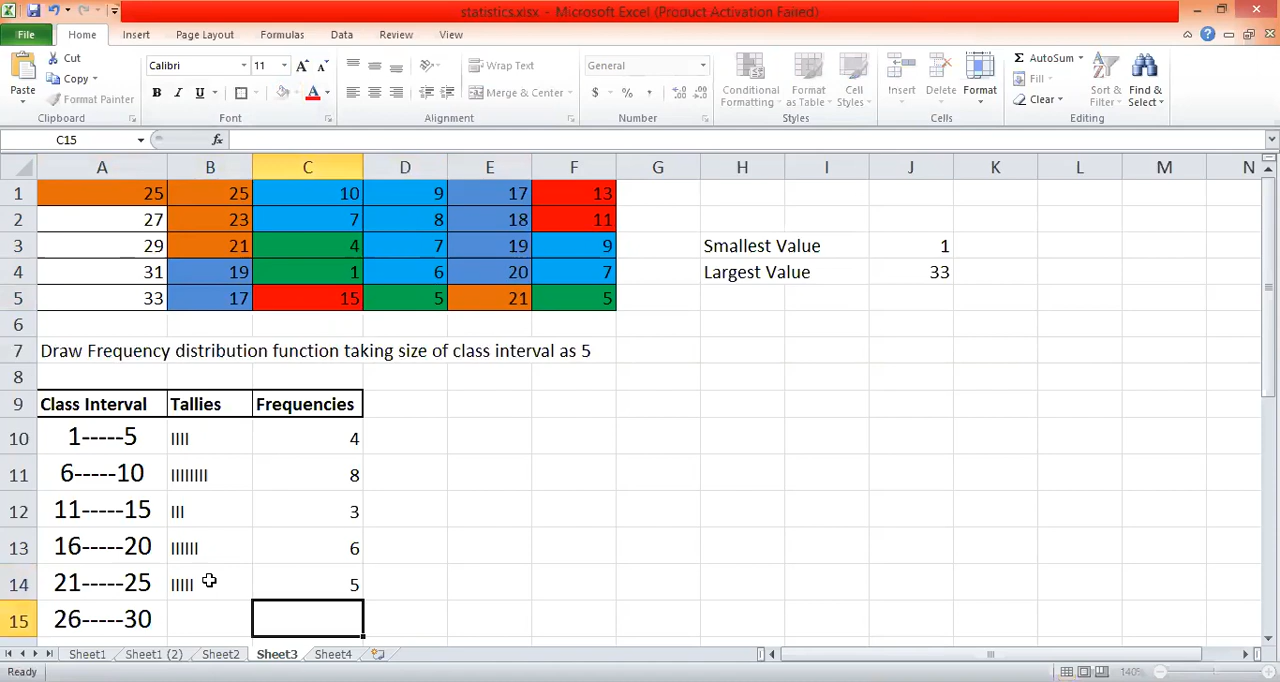 statistics.xlsx - Microsoft Excel (Product Activation Failed)
File Home Insert Page Layout Formulas Data Review View
Cut
Copy
Format Painter
Paste
Clipboard
Calibri 11
B I U
Font
Wrap Text
Merge & Center
Alignment
General
$ % ,
Number
Conditional Formatting
Format as Table
Cell Styles
Styles
Insert Delete Format
Cells
AutoSum
Fill
Clear
Sort & Filter
Find & Select
Editing
C15 fx
A B C D E F G H I J K L M N
1 25 25 10 9 17 13
2 27 23 7 8 18 11
3 29 21 4 7 19 9 Smallest Value 1
4 31 19 1 6 20 7 Largest Value 33
5 33 17 15 5 21 5
6
7 Draw Frequency distribution function taking size of class interval as 5
8
9 Class Interval Tallies Frequencies
10 1-----5 IIII 4
11 6-----10 IIIIIIII 8
12 11-----15 III 3
13 16-----20 IIIIII 6
14 21-----25 IIIII 5
15 26-----30
Sheet1 Sheet1 (2) Sheet2 Sheet3 Sheet4
Ready 140%